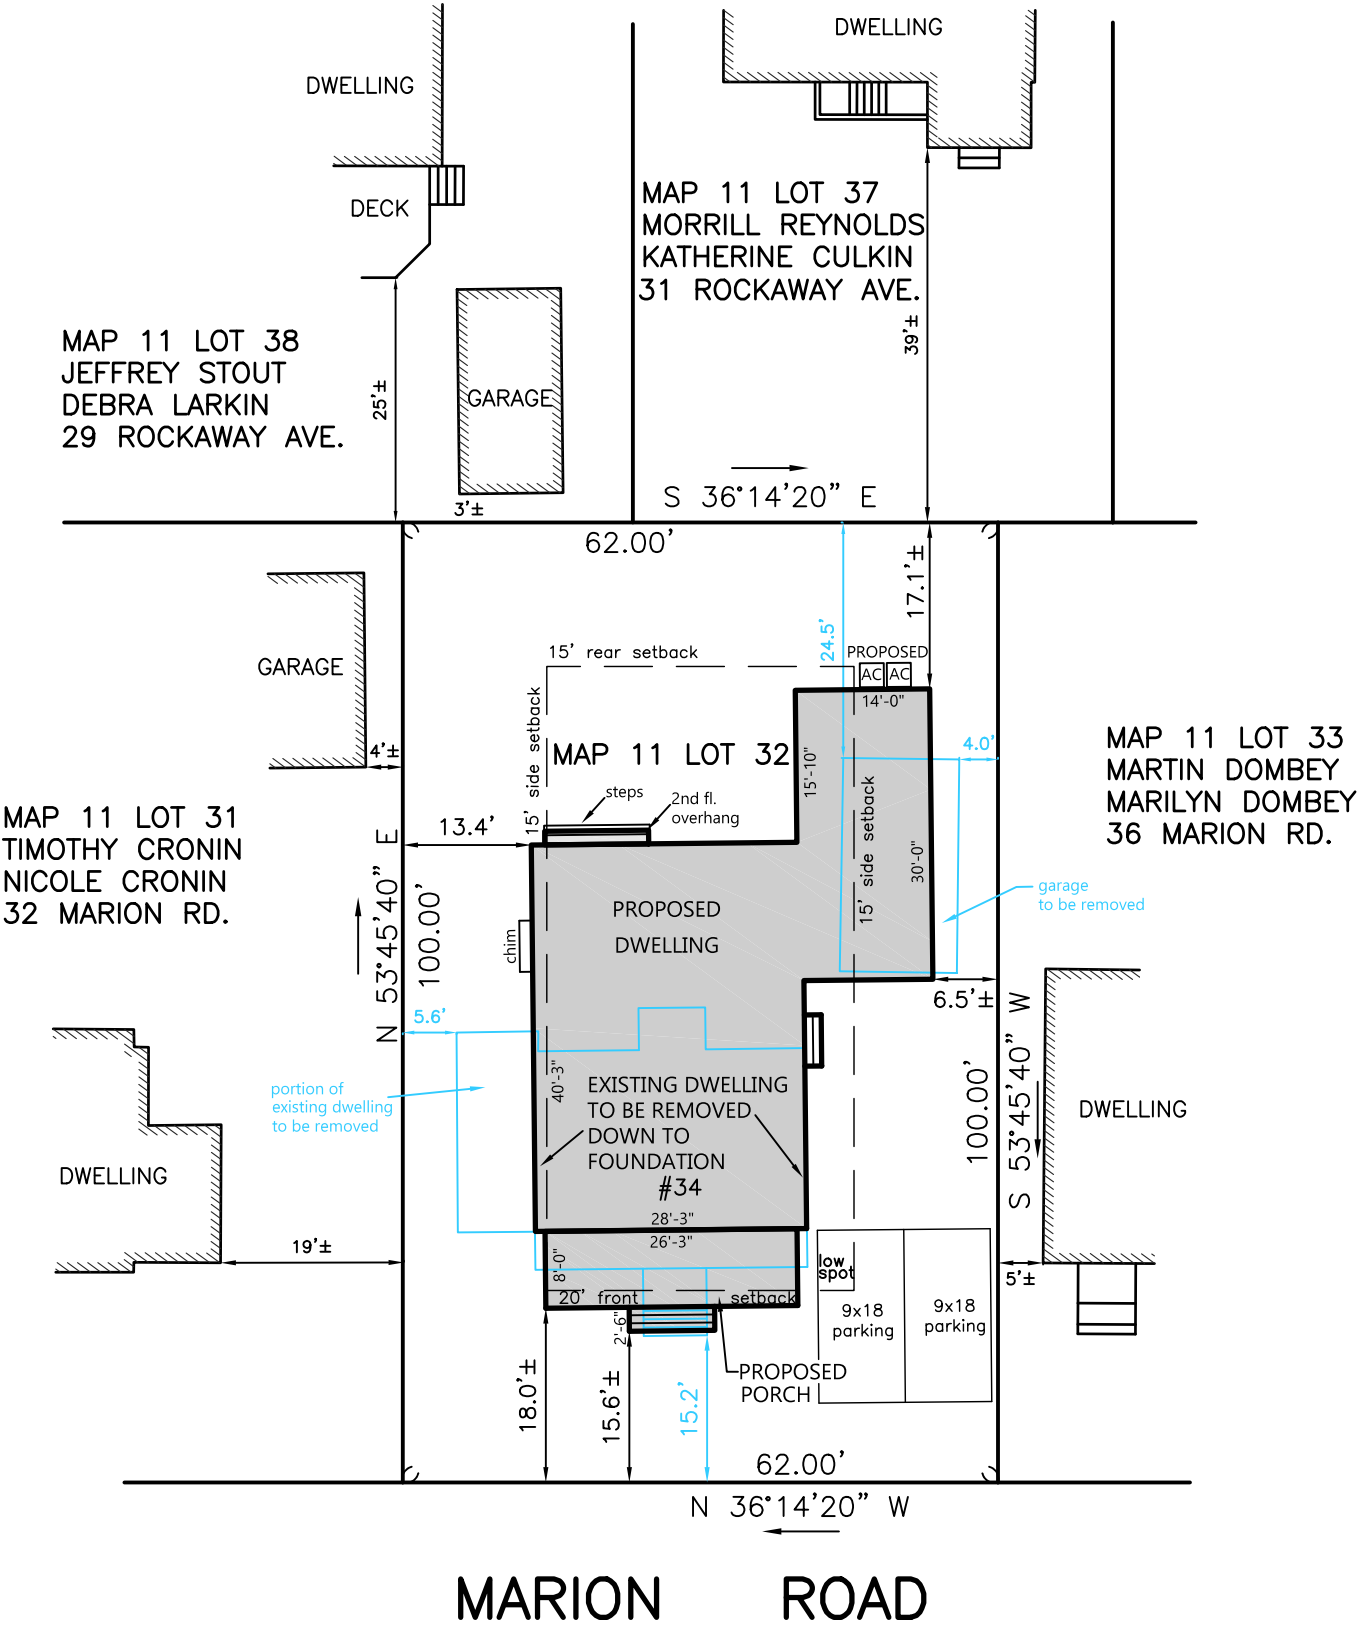 DWELLING
DWELLING
DECK
MAP 11 LOT 37
MORRILL REYNOLDS
KATHERINE CULKIN
31 ROCKAWAY AVE.
39'±
MAP 11 LOT 38
JEFFREY STOUT
DEBRA LARKIN
29 ROCKAWAY AVE.
25'±
GARAGE
3'±
S 36°14'20" E
62.00'
17.1'±
24.5'
GARAGE
15' rear setback
PROPOSED
AC AC
14'-0"
15' side setback
MAP 11 LOT 32
15'-10"
4.0'
4'±
MAP 11 LOT 33
MARTIN DOMBEY
MARILYN DOMBEY
36 MARION RD.
steps
2nd fl.
overhang
13.4'
MAP 11 LOT 31
TIMOTHY CRONIN
NICOLE CRONIN
32 MARION RD.
N 53°45'40" E
100.00'
chim
PROPOSED
DWELLING
15' side setback
30'-0"
garage
to be removed
6.5'±
5.6'
portion of
existing dwelling
to be removed
40'-3"
EXISTING DWELLING
TO BE REMOVED
DOWN TO
FOUNDATION
#34
28'-3"
26'-3"
8'-0"
100.00'
S 53°45'40" W
DWELLING
DWELLING
19'±
low
spot
5'±
20' front setback
9x18
parking
9x18
parking
2'-6"
18.0'±
15.6'±
15.2'
PROPOSED
PORCH
62.00'
N 36°14'20" W
MARION ROAD